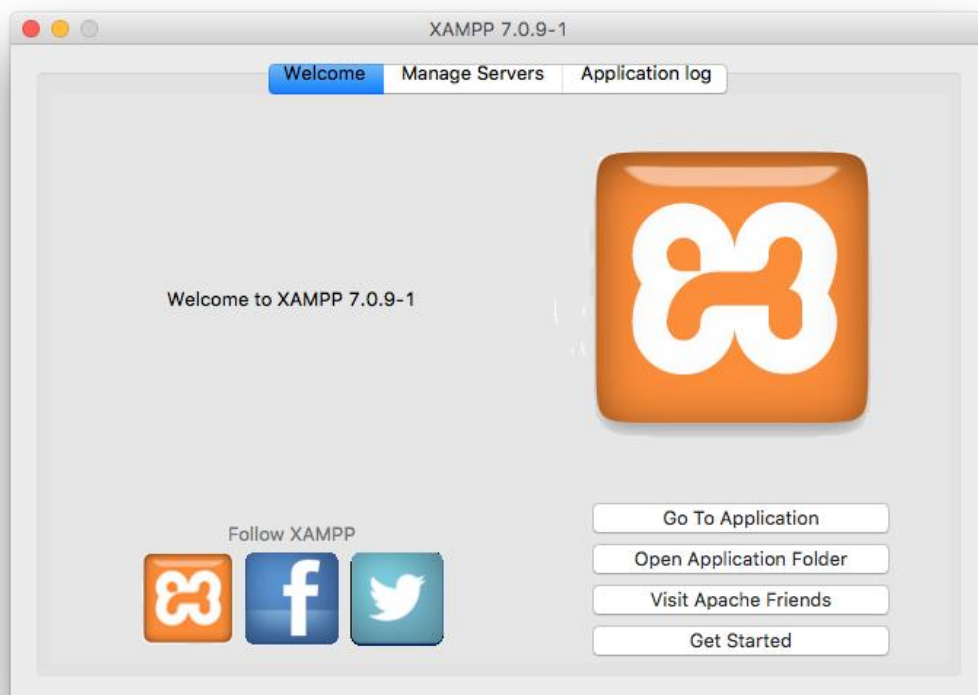 XAMPP 7.0.9-1
Welcome
Manage Servers
Application log
Welcome to XAMPP 7.0.9-1
Follow XAMPP
Go To Application
Open Application Folder
Visit Apache Friends
Get Started